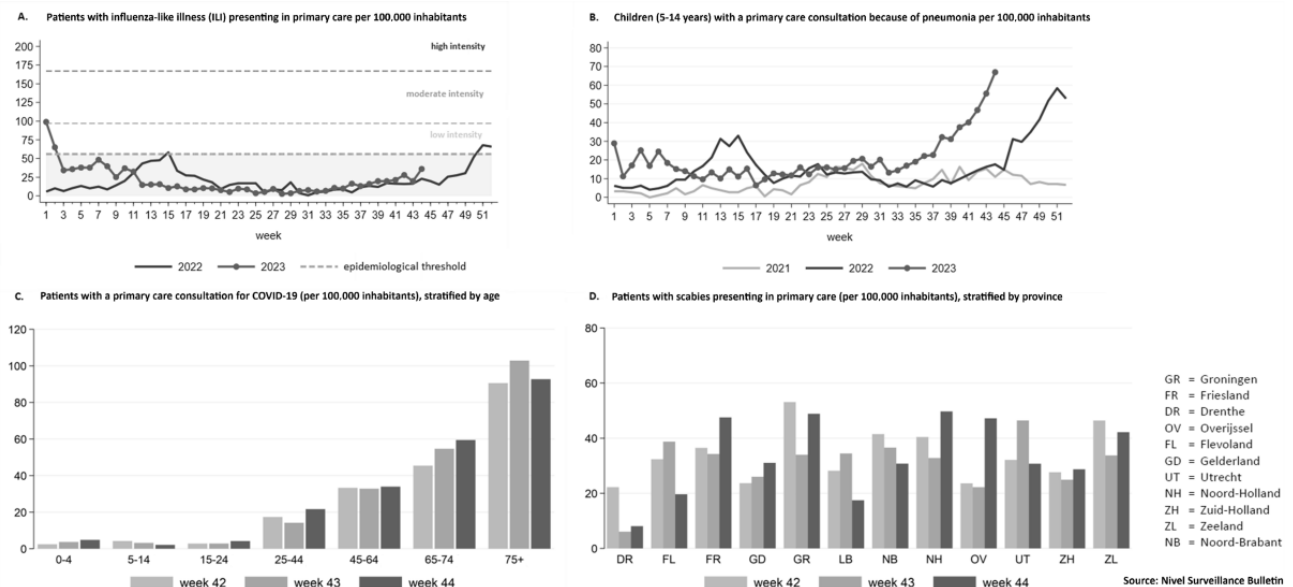 A. Patients with influenza-like illness (ILI) presenting in primary care per 100,000 inhabitants
200
175
150
125
100
75
50
25
0
high intensity
moderate intensity
low intensity
1 3 5 7 9 11 13 15 17 19 21 23 25 27 29 31 33 35 37 39 41 43 45 47 49 51
week
2022 2023 epidemiological threshold
B. Children (5-14 years) with a primary care consultation because of pneumonia per 100,000 inhabitants
80
70
60
50
40
30
20
10
0
1 3 5 7 9 11 13 15 17 19 21 23 25 27 29 31 33 35 37 39 41 43 45 47 49 51
week
2021 2022 2023
C. Patients with a primary care consultation for COVID-19 (per 100,000 inhabitants), stratified by age
120
100
80
60
40
20
0
0-4 5-14 15-24 25-44 45-64 65-74 75+
week 42 week 43 week 44
D. Patients with scabies presenting in primary care (per 100,000 inhabitants), stratified by province
80
60
40
20
0
DR FL FR GD GR LB NB NH OV UT ZH ZL
week 42 week 43 week 44
GR = Groningen
FR = Friesland
DR = Drenthe
OV = Overijssel
FL = Flevoland
GD = Gelderland
UT = Utrecht
NH = Noord-Holland
ZH = Zuid-Holland
ZL = Zeeland
NB = Noord-Brabant
Source: Nivel Surveillance Bulletin